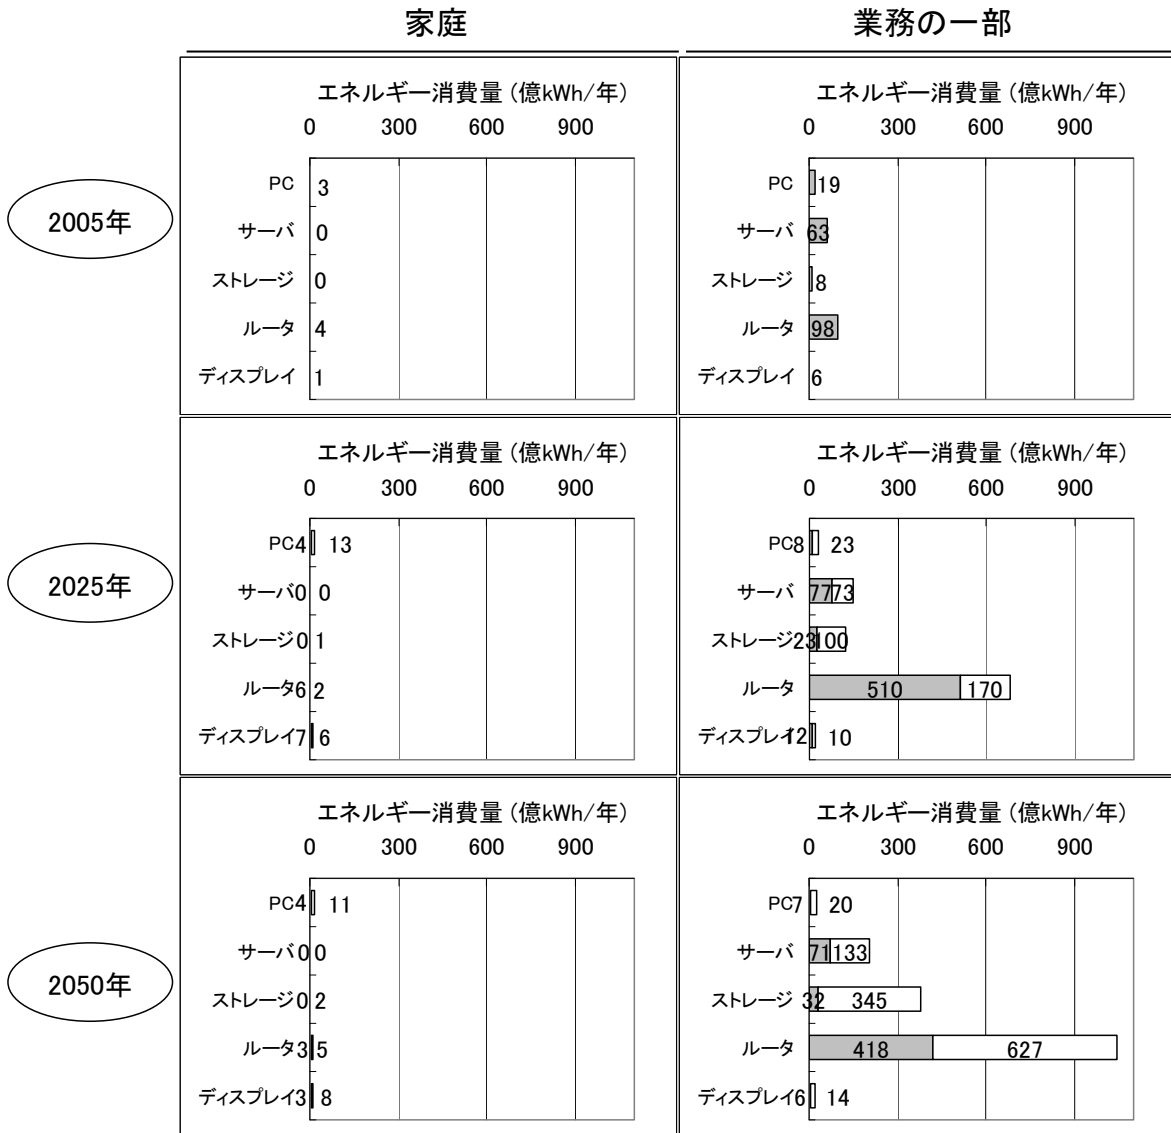 家庭 業務の一部
2005年
エネルギー消費量 (億kWh/年)
0 300 600 900
PC 3
サーバ 0
ストレージ 0
ルータ 4
ディスプレイ 1
エネルギー消費量 (億kWh/年)
0 300 600 900
PC 19
サーバ 63
ストレージ 8
ルータ 98
ディスプレイ 6
2025年
エネルギー消費量 (億kWh/年)
0 300 600 900
PC 4 13
サーバ 0 0
ストレージ 0 1
ルータ 6 2
ディスプレイ 7 6
エネルギー消費量 (億kWh/年)
0 300 600 900
PC 8 23
サーバ 77 73
ストレージ 23 100
ルータ 510 170
ディスプレイ 12 10
2050年
エネルギー消費量 (億kWh/年)
0 300 600 900
PC 4 11
サーバ 0 0
ストレージ 0 2
ルータ 3 5
ディスプレイ 3 8
エネルギー消費量 (億kWh/年)
0 300 600 900
PC 7 20
サーバ 71 133
ストレージ 32 345
ルータ 418 627
ディスプレイ 6 14